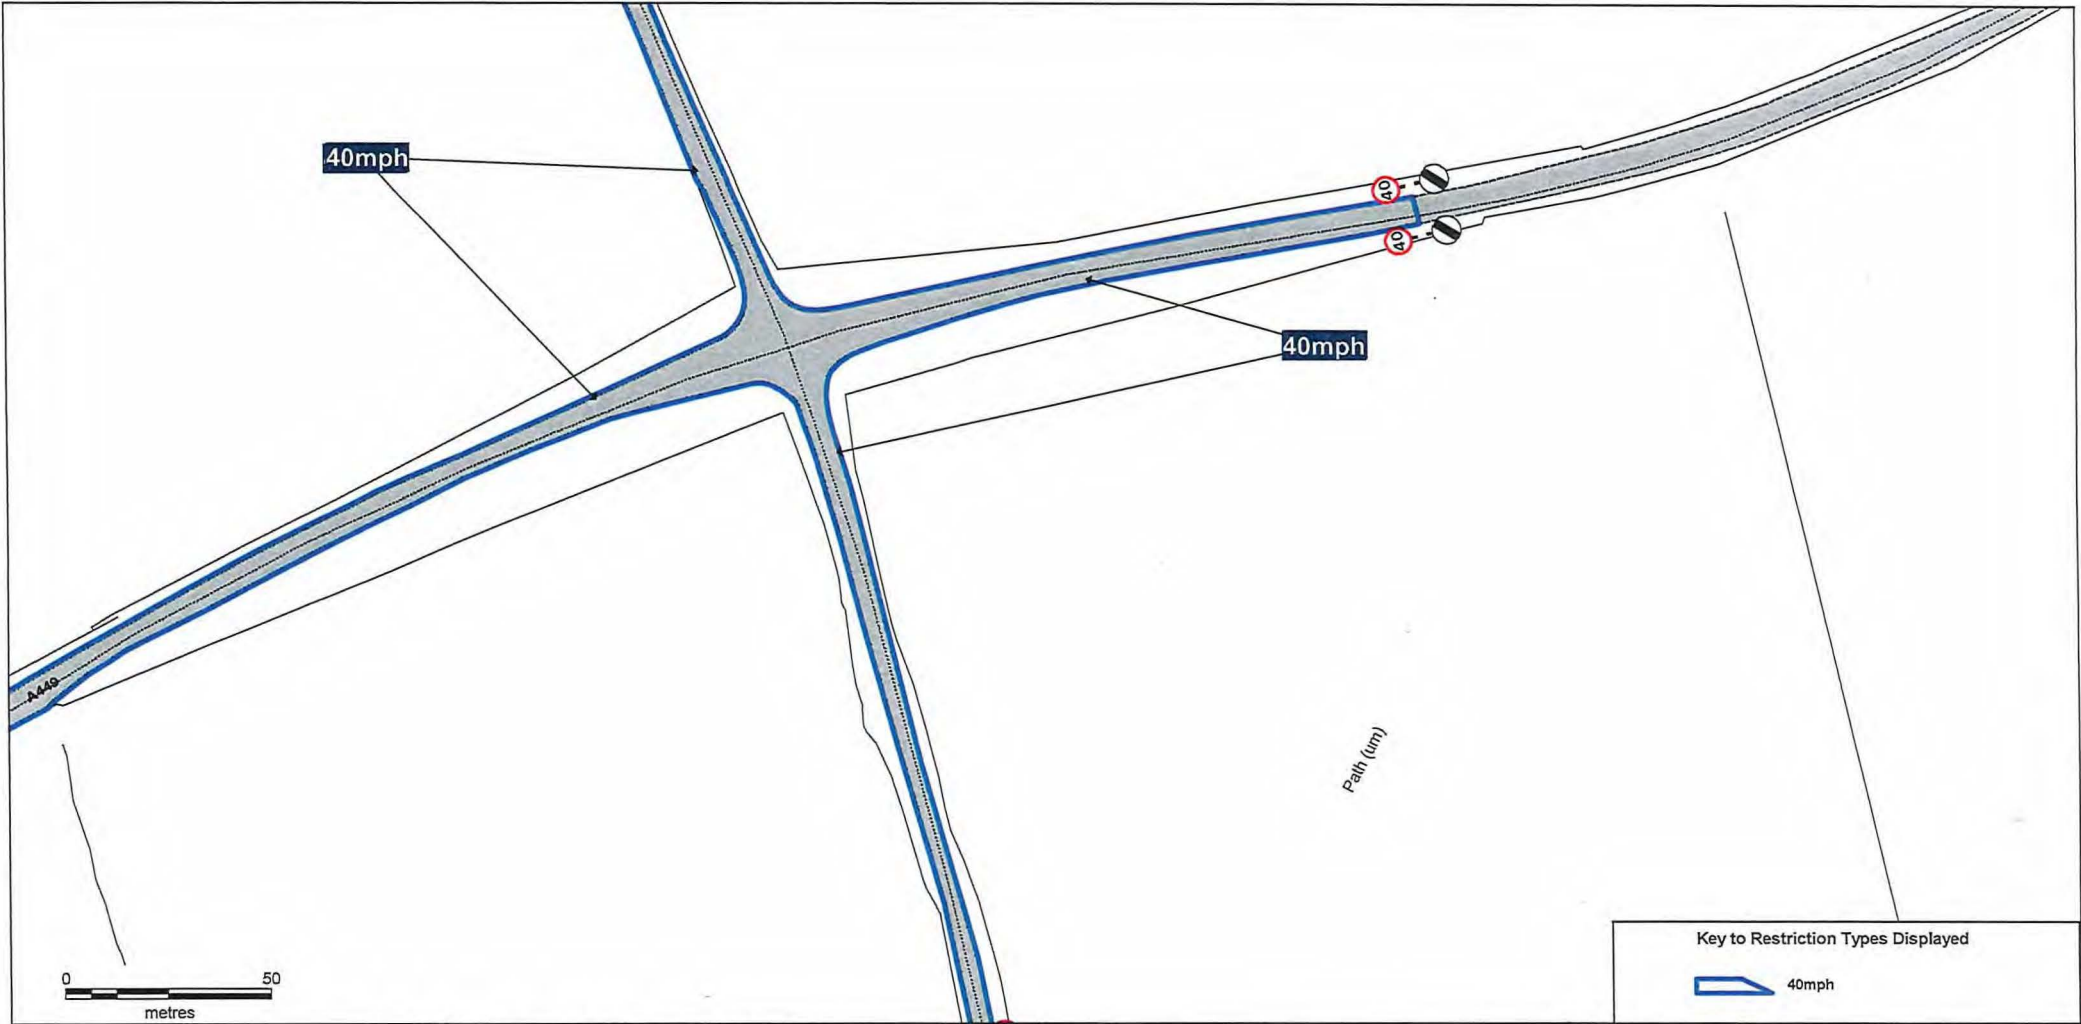 40mph
40
40
40mph
A449
Path (um)
Key to Restriction Types Displayed
40mph
0 50
metres